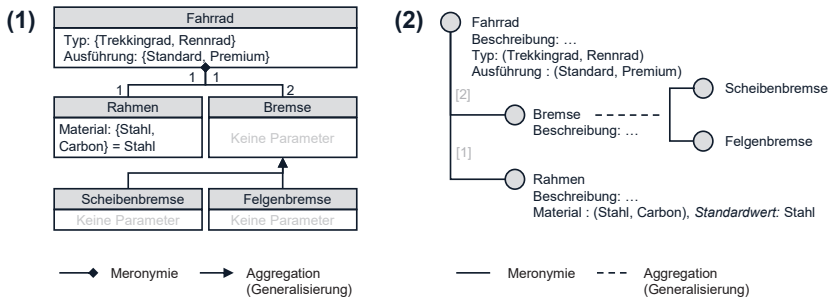 (1)
Fahrrad
Typ: {Trekkingrad, Rennrad}
Ausführung: {Standard, Premium}
1 1
1 2
Rahmen
Material: {Stahl,
Carbon} = Stahl
Bremse
Keine Parameter
Scheibenbremse
Keine Parameter
Felgenbremse
Keine Parameter
Meronymie
Aggregation
(Generalisierung)
(2)
Fahrrad
Beschreibung: …
Typ: (Trekkingrad, Rennrad)
Ausführung : (Standard, Premium)
[2]
Bremse
Beschreibung: …
Scheibenbremse
Felgenbremse
[1]
Rahmen
Beschreibung: …
Material : (Stahl, Carbon), Standardwert: Stahl
Meronymie
Aggregation
(Generalisierung)